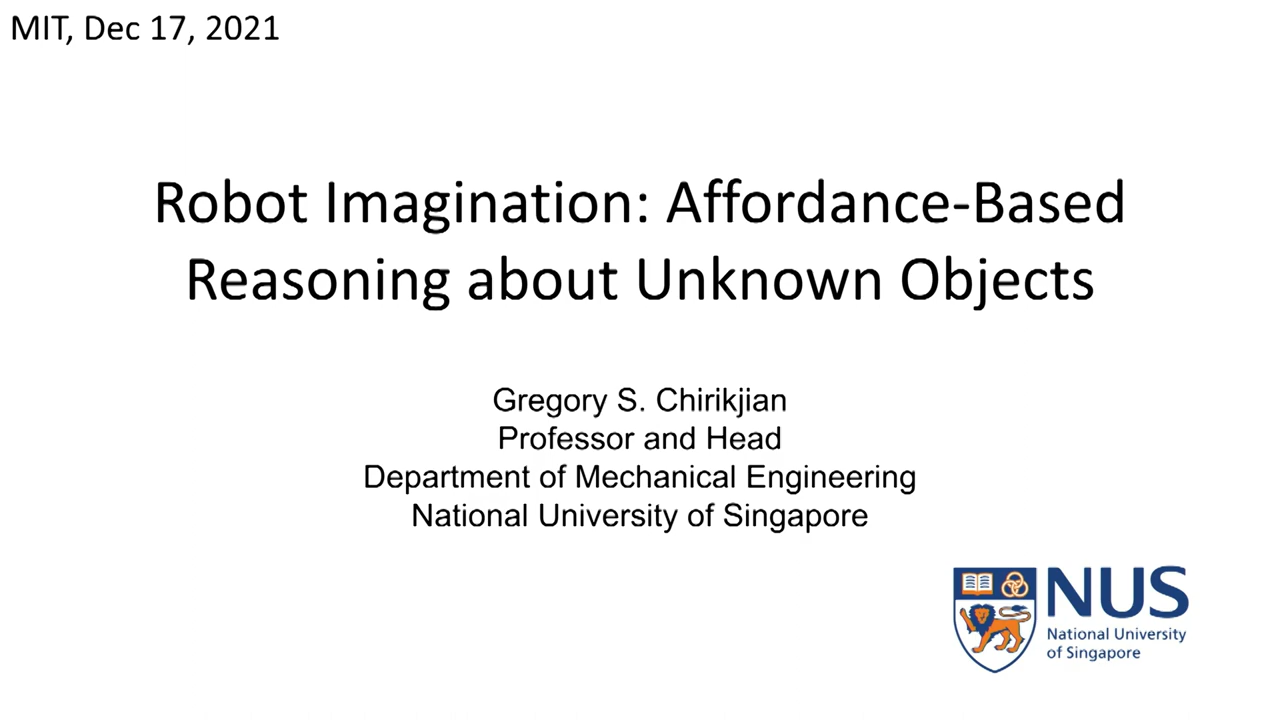 MIT, Dec 17, 2021
Robot Imagination: Affordance-Based
Reasoning about Unknown Objects
Gregory S. Chirikjian
Professor and Head
Department of Mechanical Engineering
National University of Singapore
NUS
National University
of Singapore